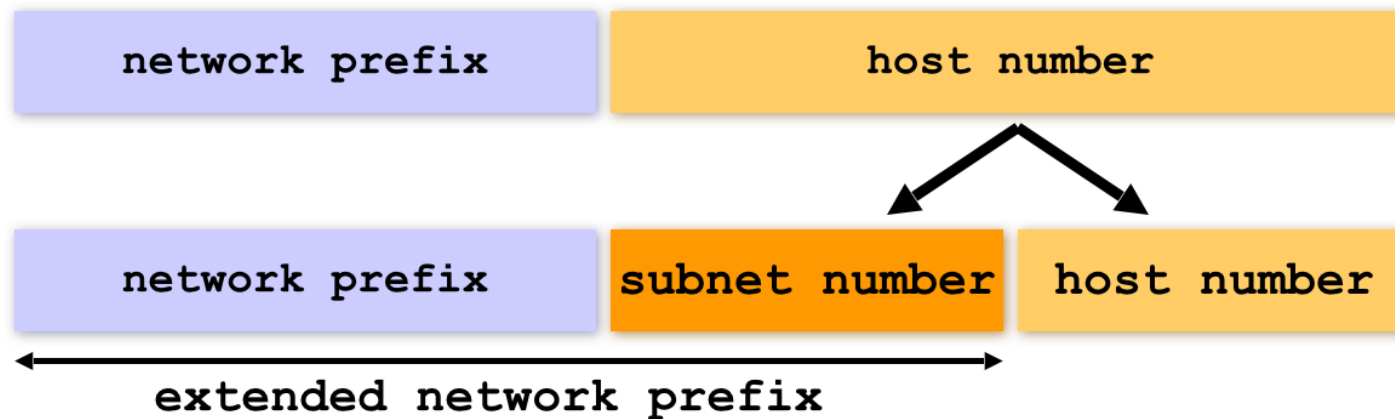 network prefix host number
network prefix subnet number host number
extended network prefix